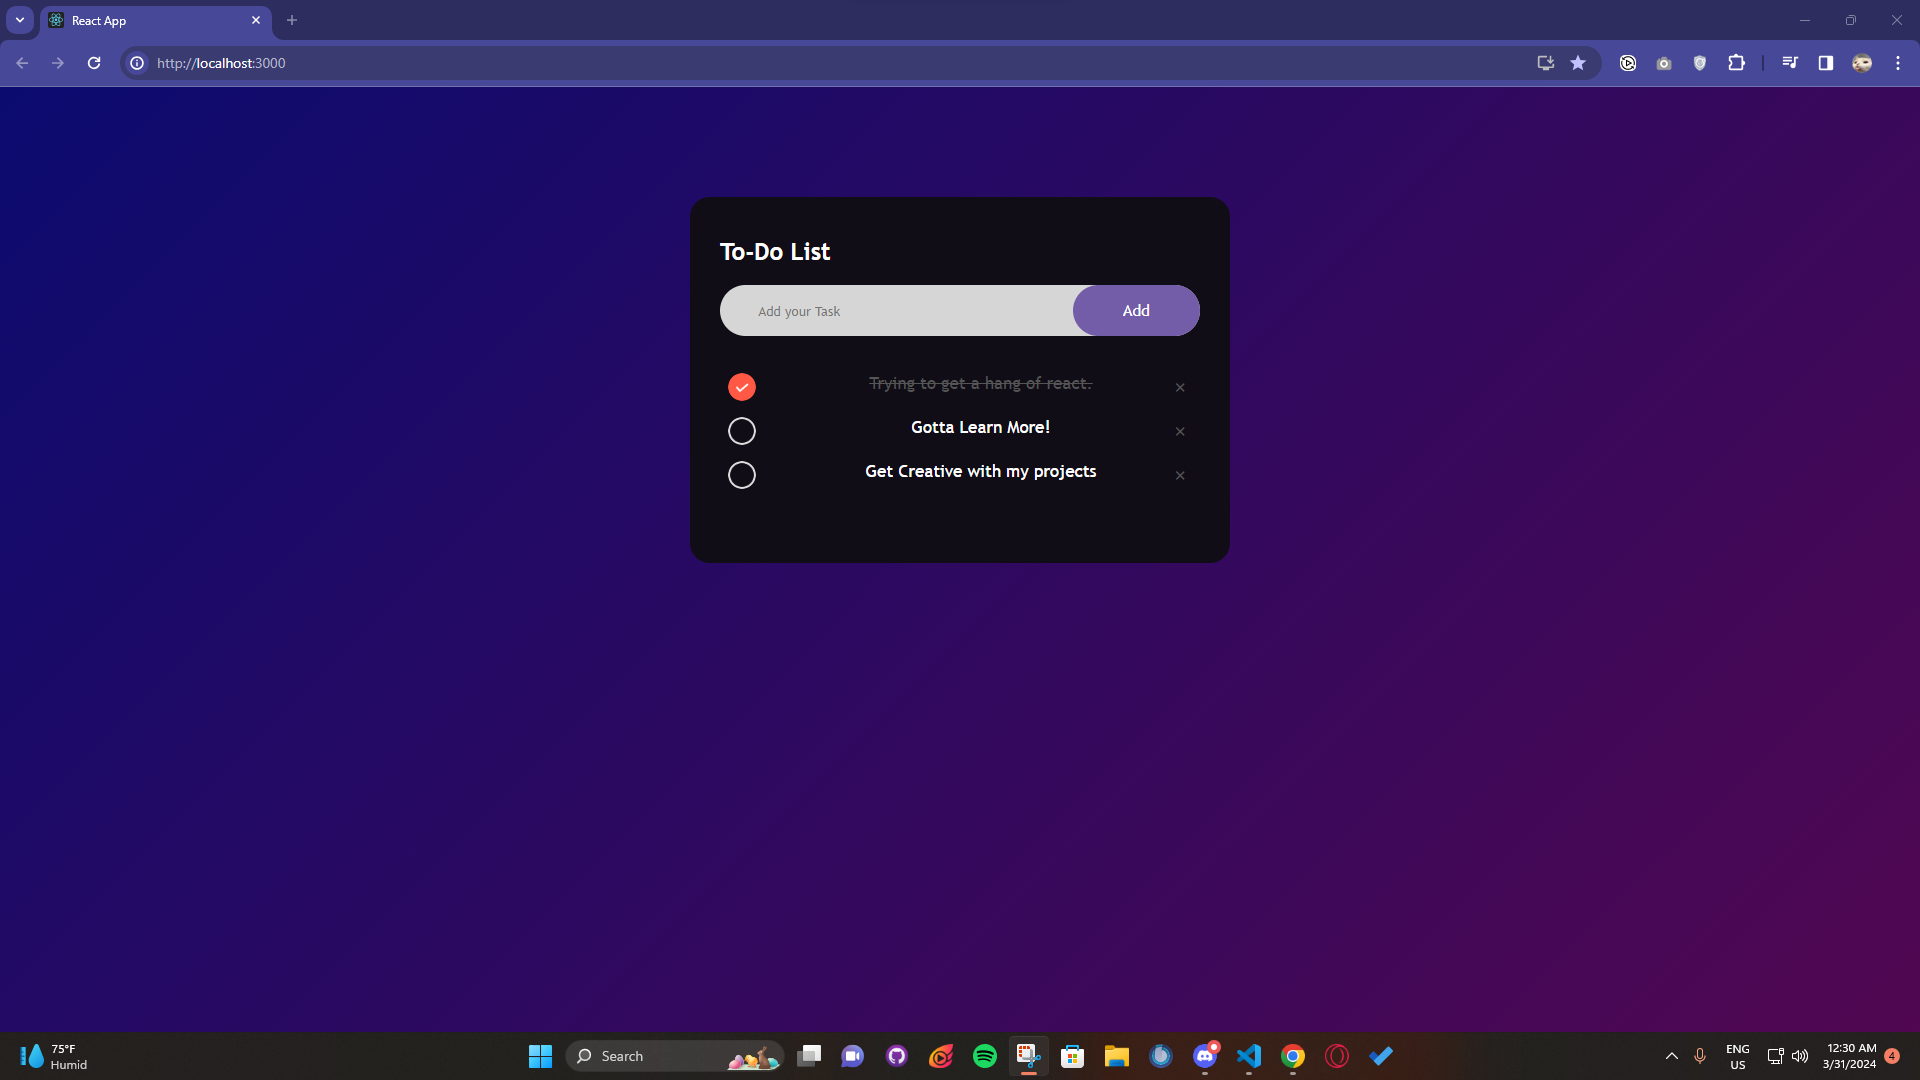 React App
http://localhost:3000
To-Do List
Add your Task
Add
Trying to get a hang of react.
Gotta Learn More!
Get Creative with my projects
75°F
Humid
Search
ENG
US
12:30 AM
3/31/2024
4